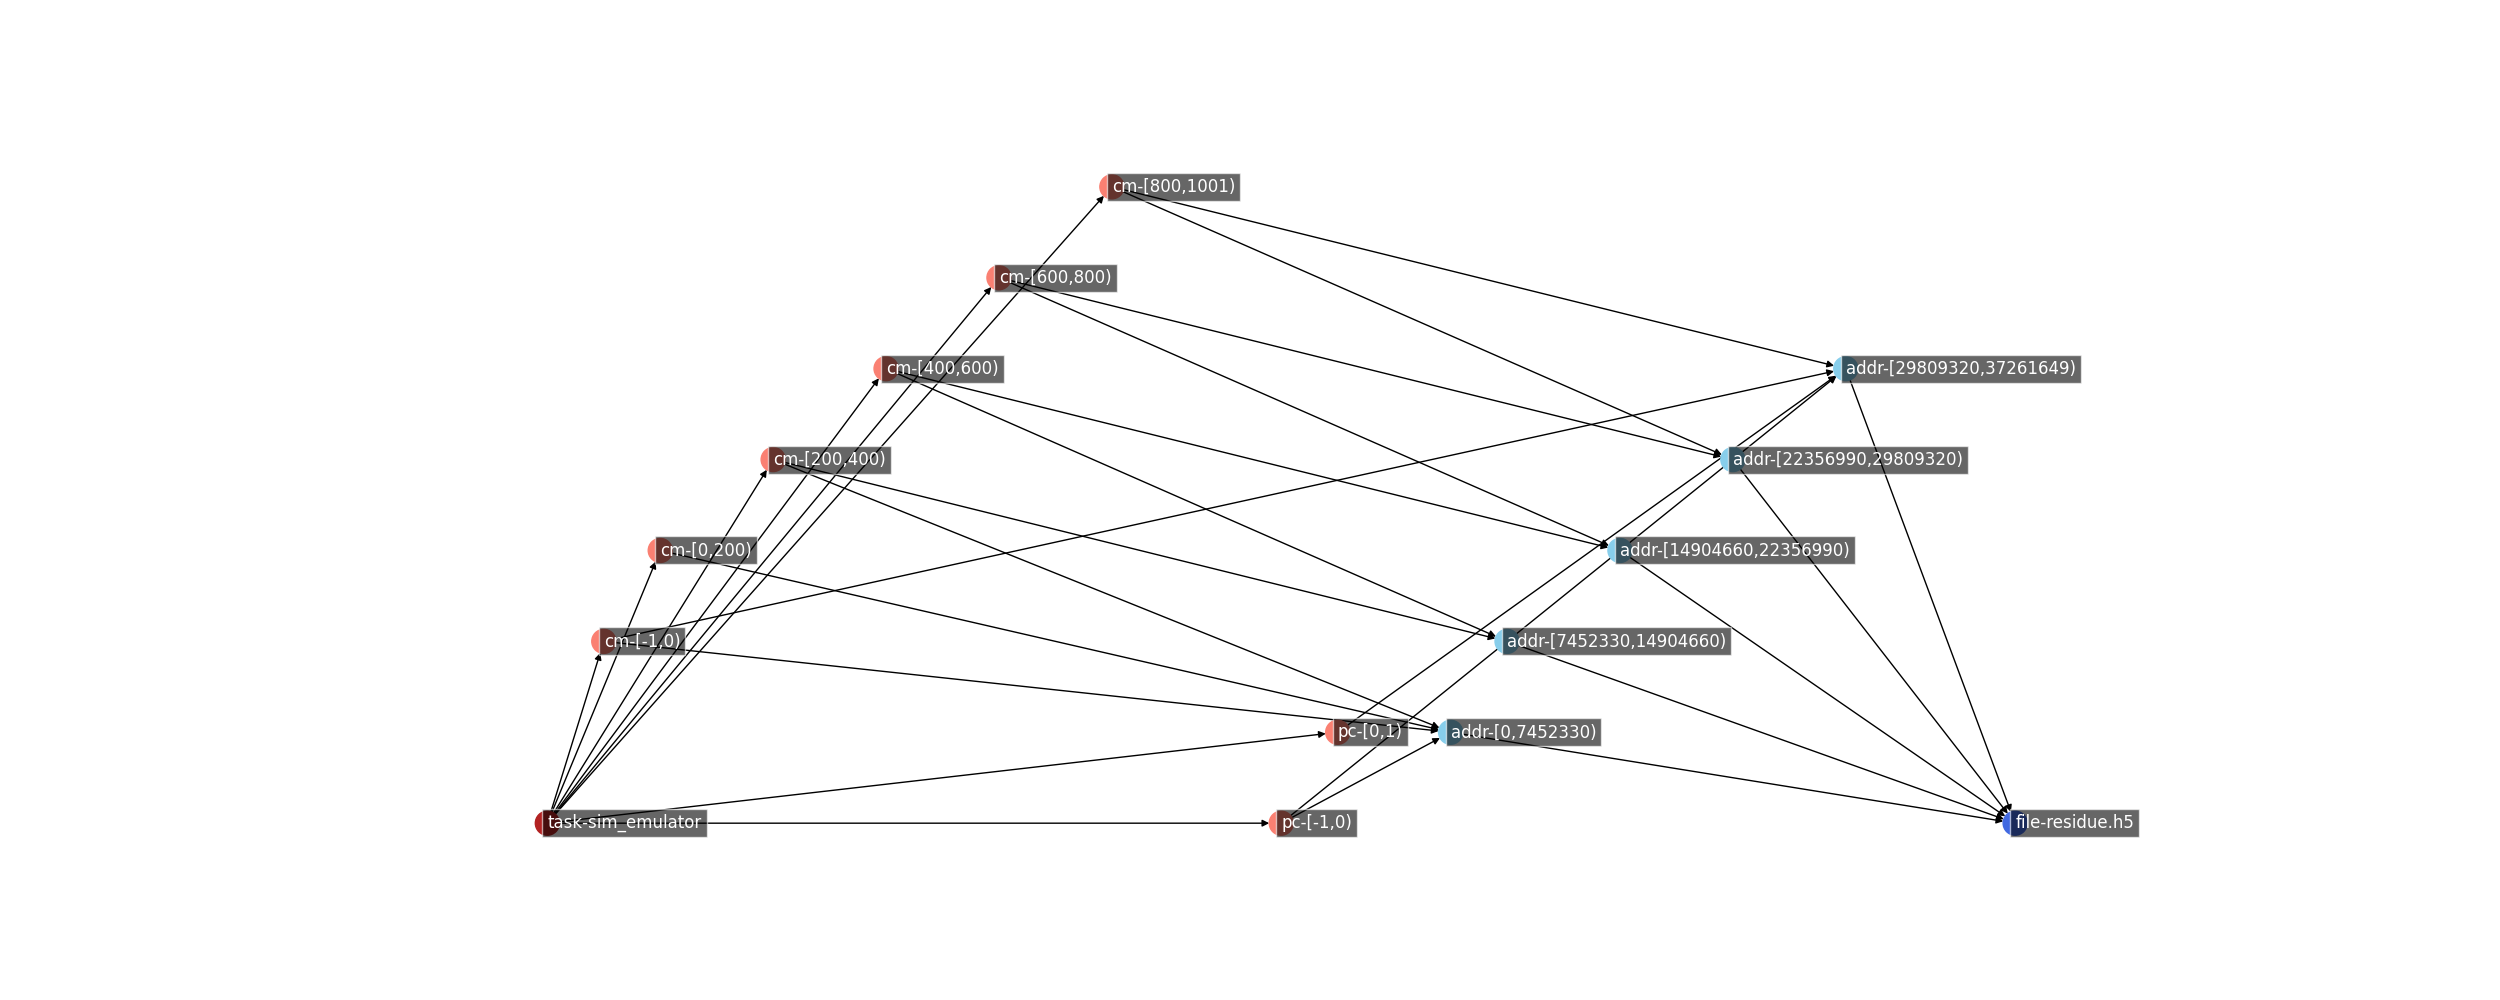 cm-[800,1001)
cm-[600,800)
cm-[400,600)
addr-[29809320,37261649)
cm-[200,400)
addr-[22356990,29809320)
cm-[0,200)
addr-[14904660,22356990)
cm-[-1,0)
addr-[7452330,14904660)
pc-[0,1)
addr-[0,7452330)
task-sim_emulator
pc-[-1,0)
file-residue.h5